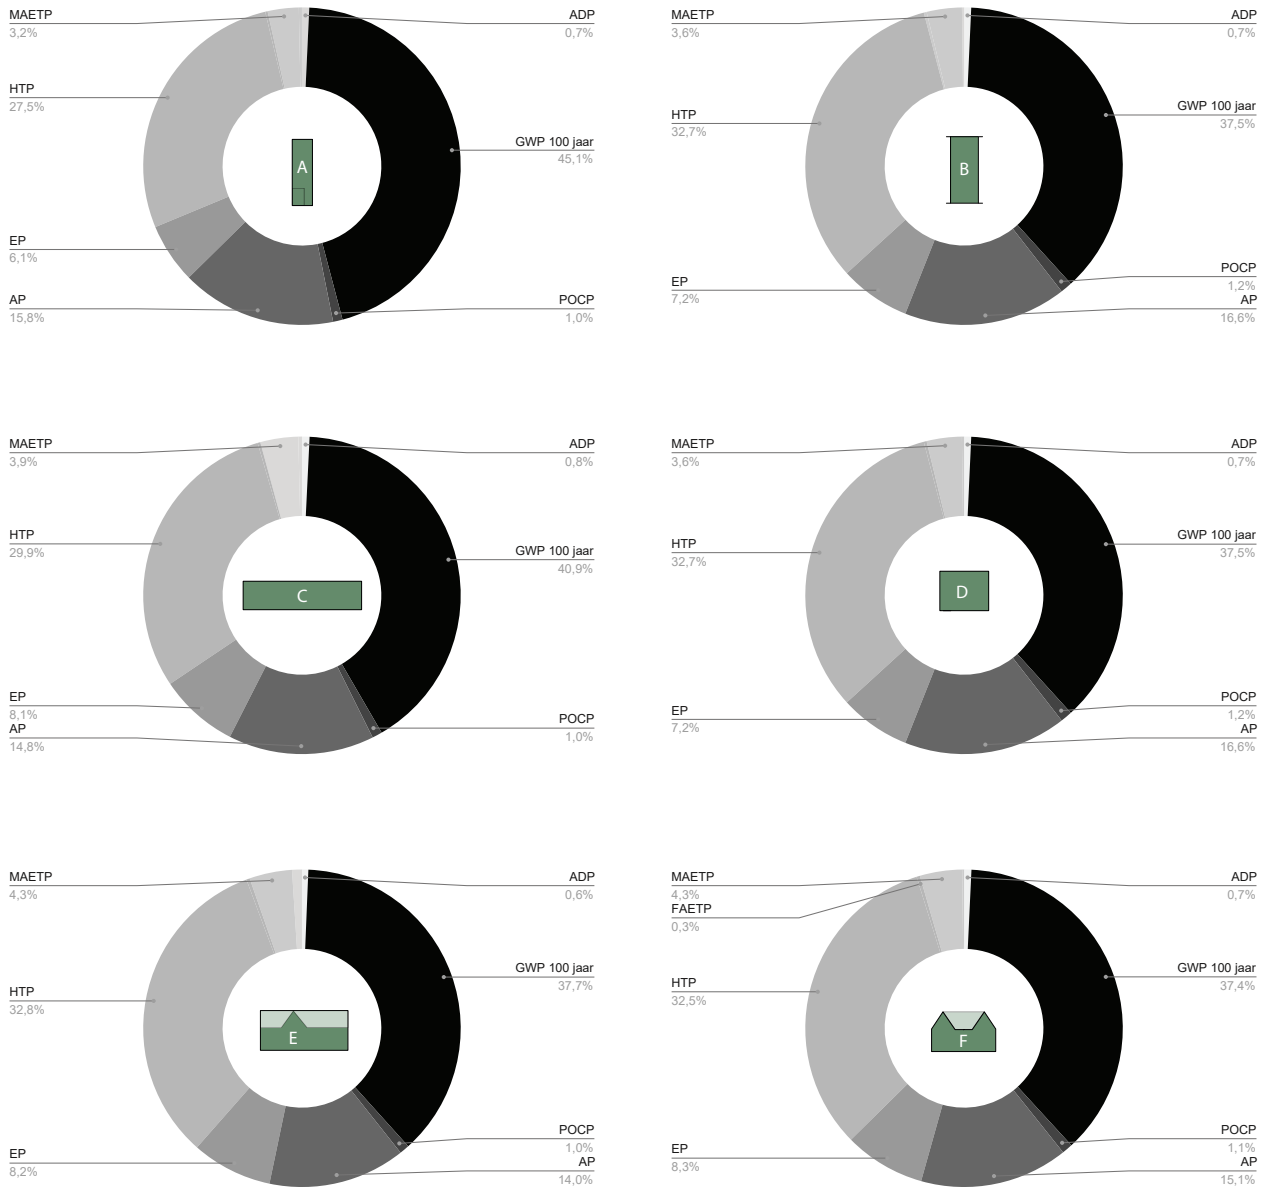 MAETP
3,2%
ADP
0,7%
HTP
27,5%
GWP 100 jaar
45,1%
A
EP
6,1%
AP
15,8%
POCP
1,0%
MAETP
3,6%
ADP
0,7%
HTP
32,7%
GWP 100 jaar
37,5%
B
EP
7,2%
POCP
1,2%
AP
16,6%
MAETP
3,9%
ADP
0,8%
HTP
29,9%
GWP 100 jaar
40,9%
C
EP
8,1%
AP
14,8%
POCP
1,0%
MAETP
3,6%
ADP
0,7%
HTP
32,7%
GWP 100 jaar
37,5%
D
EP
7,2%
POCP
1,2%
AP
16,6%
MAETP
4,3%
ADP
0,6%
HTP
32,8%
GWP 100 jaar
37,7%
E
EP
8,2%
POCP
1,0%
AP
14,0%
MAETP
4,3%
FAETP
0,3%
ADP
0,7%
HTP
32,5%
GWP 100 jaar
37,4%
F
EP
8,3%
POCP
1,1%
AP
15,1%